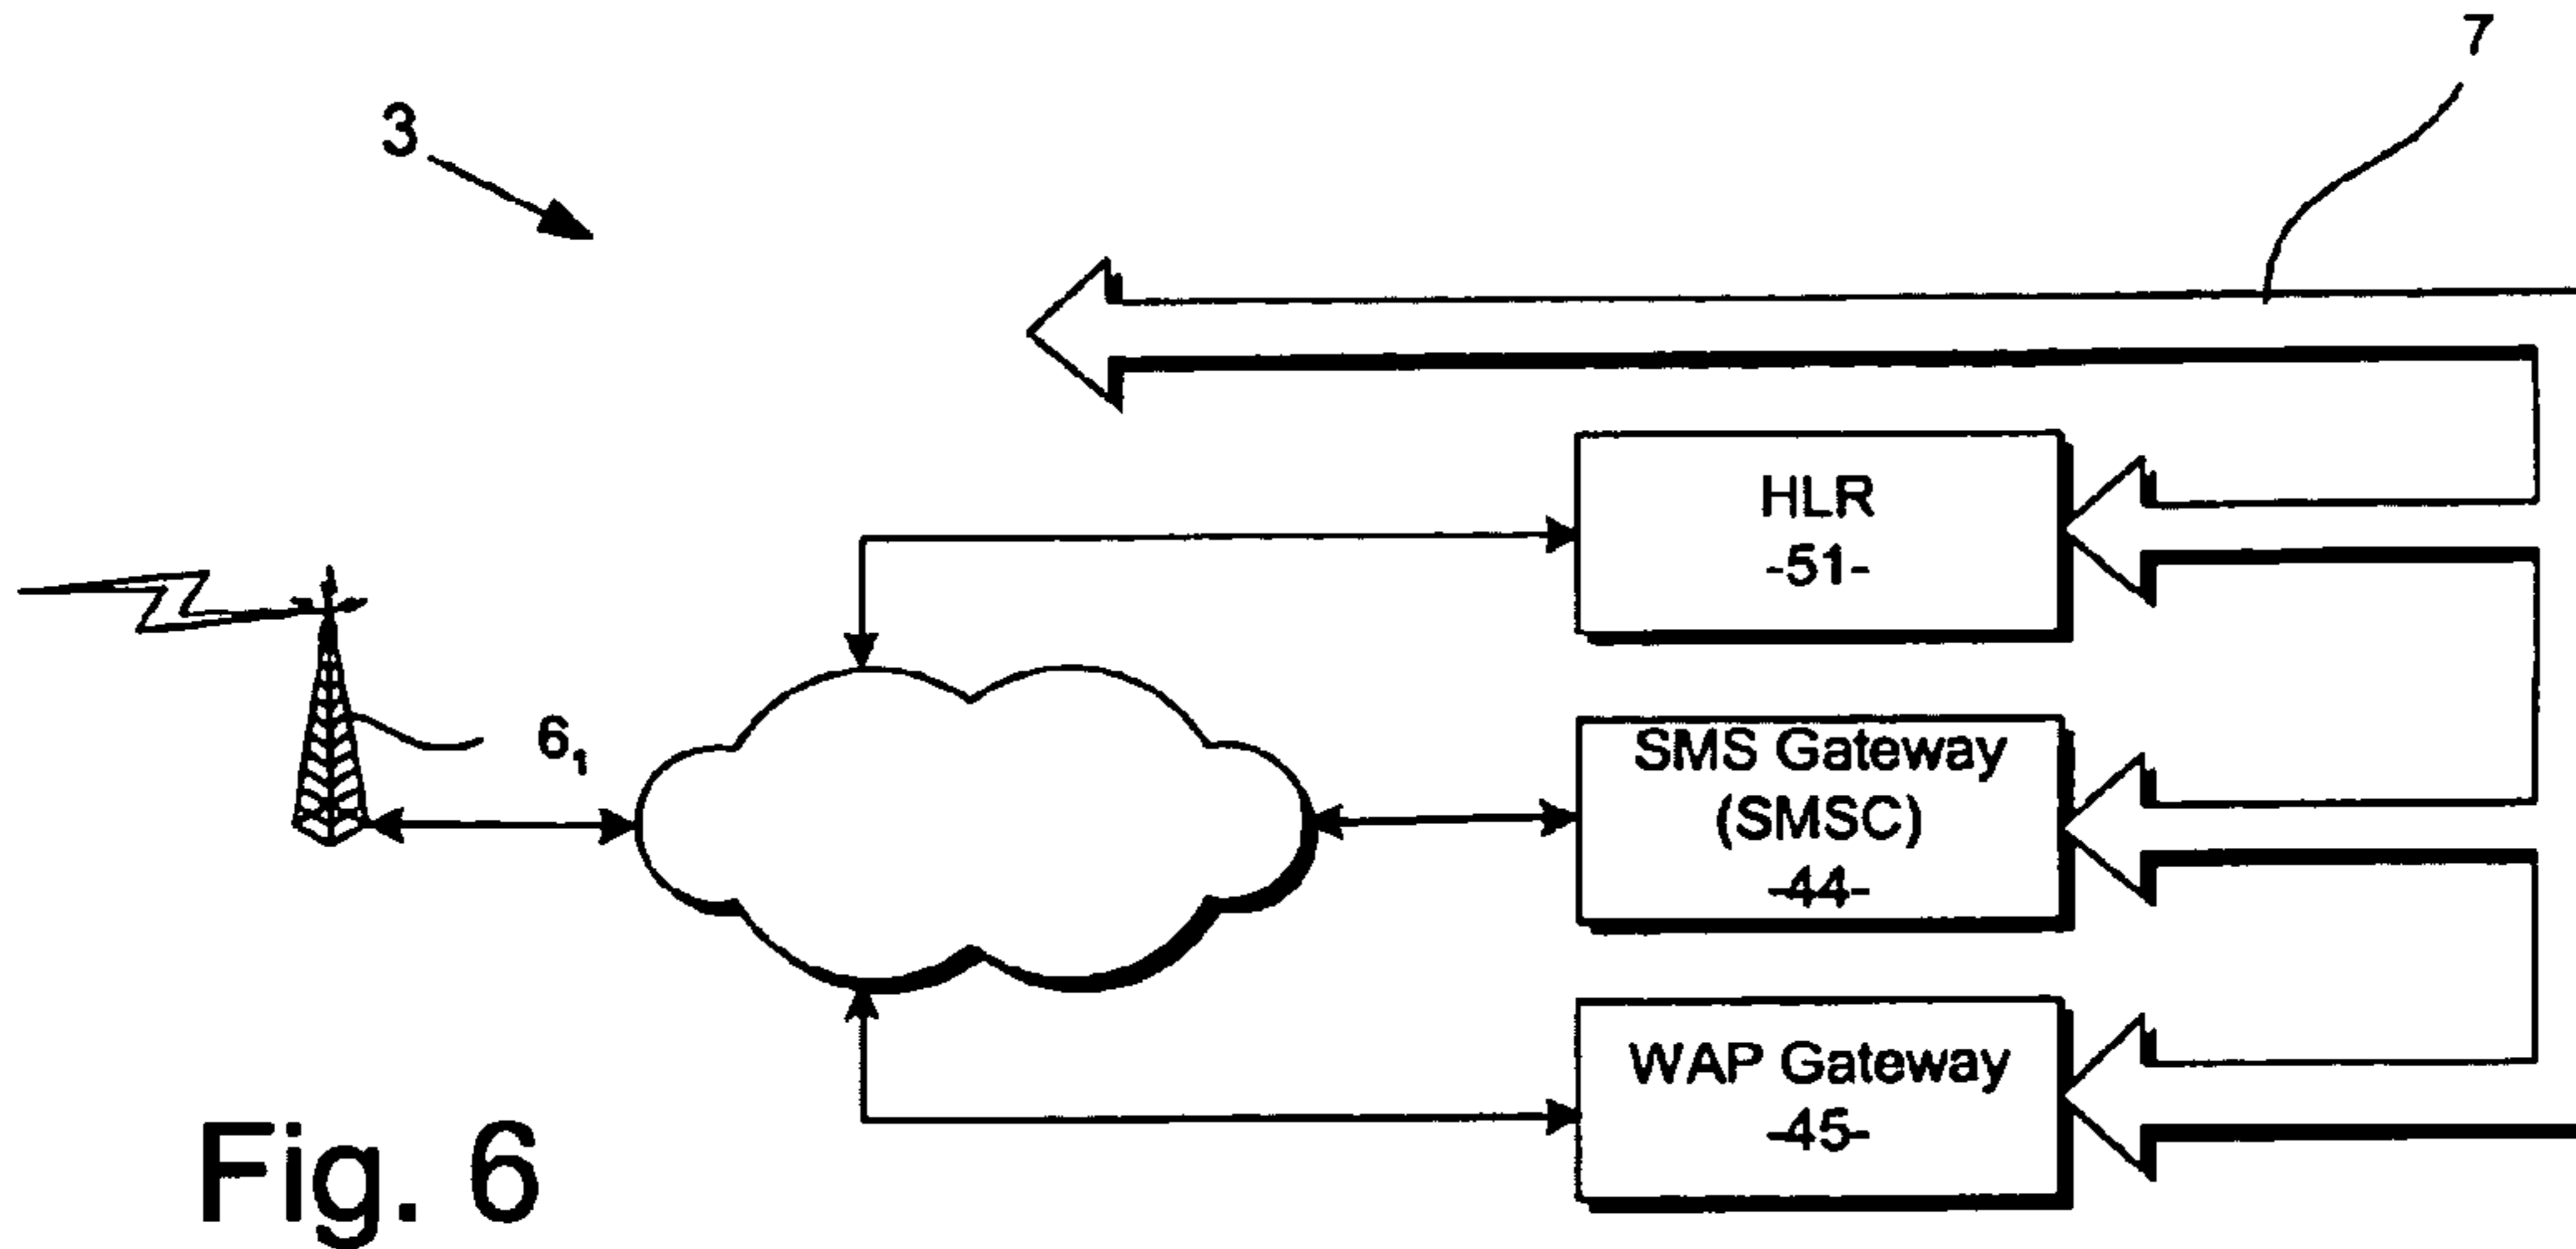 7
3
HLR
-51-
6₁
SMS Gateway
(SMSC)
-44-
WAP Gateway
-45-
Fig. 6